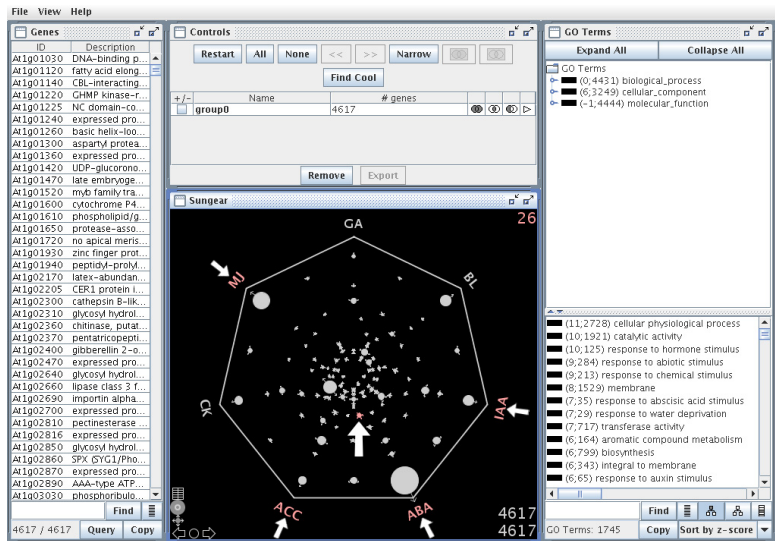 File View Help
Genes
ID Description
At1g01030 DNA-binding p...
At1g01120 fatty acid elong...
At1g01140 CBL-interacting...
At1g01220 GHMP kinase-r...
At1g01225 NC domain-co...
At1g01240 expressed pro...
At1g01260 basic helix-loo...
At1g01300 aspartyl protea...
At1g01360 expressed pro...
At1g01420 UDP-glucorono...
At1g01470 late embryoge...
At1g01520 myb family tra...
At1g01600 cytochrome P4...
At1g01610 phospholipid/g...
At1g01650 protease-asso...
At1g01720 no apical meris...
At1g01930 zinc finger prot...
At1g01940 peptidyl-prolyl...
At1g02170 latex-abundan...
At1g02205 CER1 protein i...
At1g02300 cathepsin B-lik...
At1g02310 glycosyl hydrol...
At1g02360 chitinase, putat...
At1g02370 pentatricopepti...
At1g02400 gibberellin 2-o...
At1g02470 expressed pro...
At1g02640 glycosyl hydrol...
At1g02660 lipase class 3 f...
At1g02690 importin alpha...
At1g02700 expressed pro...
At1g02810 pectinesterase ...
At1g02816 expressed pro...
At1g02850 glycosyl hydrol...
At1g02860 SPX (SYG1/Pho...
At1g02870 expressed pro...
At1g02890 AAA-type ATP...
At1g03030 phosphoribulo...
Find
4617 / 4617 Query Copy
Controls
Restart All None << >> Narrow
Find Cool
+/- Name # genes
group0 4617
Remove Export
Sungear
26
GA
MJ
BL
CK
IAA
ACC
ABA
4617
4617
GO Terms
Expand All Collapse All
GO Terms
(0;4431) biological_process
(6;3249) cellular_component
(-1;4444) molecular_function
(11;2728) cellular physiological process
(10;1921) catalytic activity
(10;125) response to hormone stimulus
(9;284) response to abiotic stimulus
(9;213) response to chemical stimulus
(8;1529) membrane
(7;35) response to abscisic acid stimulus
(7;29) response to water deprivation
(7;717) transferase activity
(6;164) aromatic compound metabolism
(6;799) biosynthesis
(6;343) integral to membrane
(6;65) response to auxin stimulus
Find
GO Terms: 1745 Copy Sort by z-score